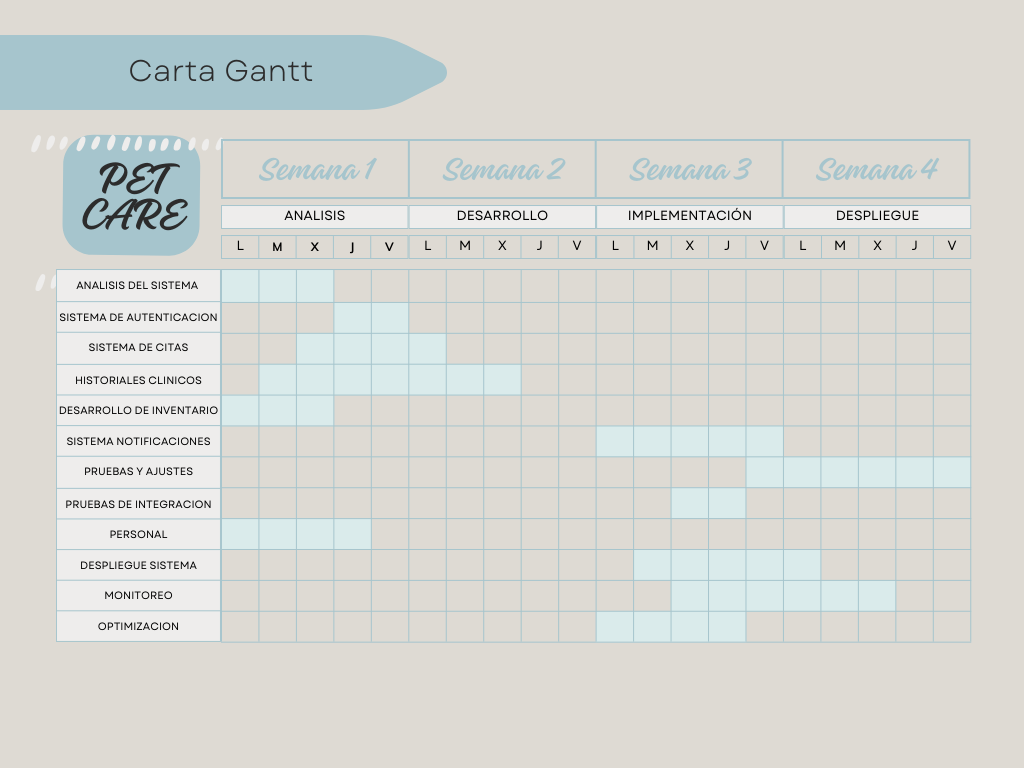 Carta Gantt
PET
CARE
Semana 1 Semana 2 Semana 3 Semana 4
ANALISIS DESARROLLO IMPLEMENTACIÓN DESPLIEGUE
L M X J V L M X J V L M X J V L M X J V
ANALISIS DEL SISTEMA
SISTEMA DE AUTENTICACION
SISTEMA DE CITAS
HISTORIALES CLINICOS
DESARROLLO DE INVENTARIO
SISTEMA NOTIFICACIONES
PRUEBAS Y AJUSTES
PRUEBAS DE INTEGRACION
PERSONAL
DESPLIEGUE SISTEMA
MONITOREO
OPTIMIZACION